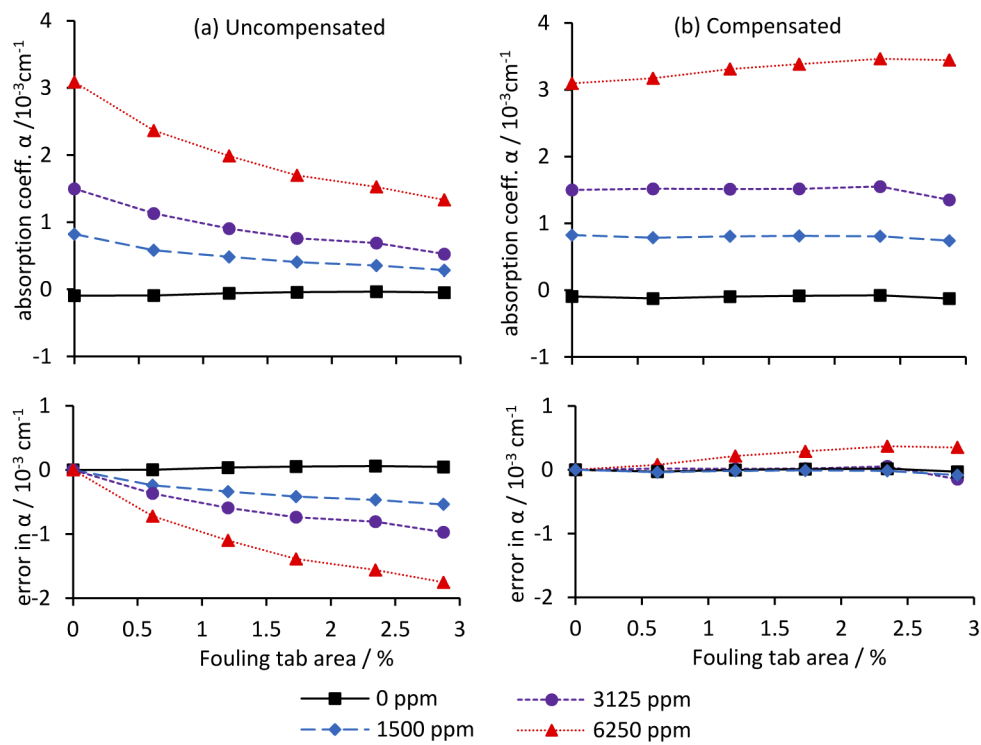 (a) Uncompensated
absorption coeff. α /10⁻³cm⁻¹
4
3
2
1
0
-1
(b) Compensated
absorption coeff. α /10⁻³cm⁻¹
4
3
2
1
0
-1
error in α / 10⁻³ cm⁻¹
1
0
-1
-2
0 0.5 1 1.5 2 2.5 3
Fouling tab area / %
error in α / 10⁻³ cm⁻¹
1
0
-1
-2
0 0.5 1 1.5 2 2.5 3
Fouling tab area / %
0 ppm
3125 ppm
1500 ppm
6250 ppm